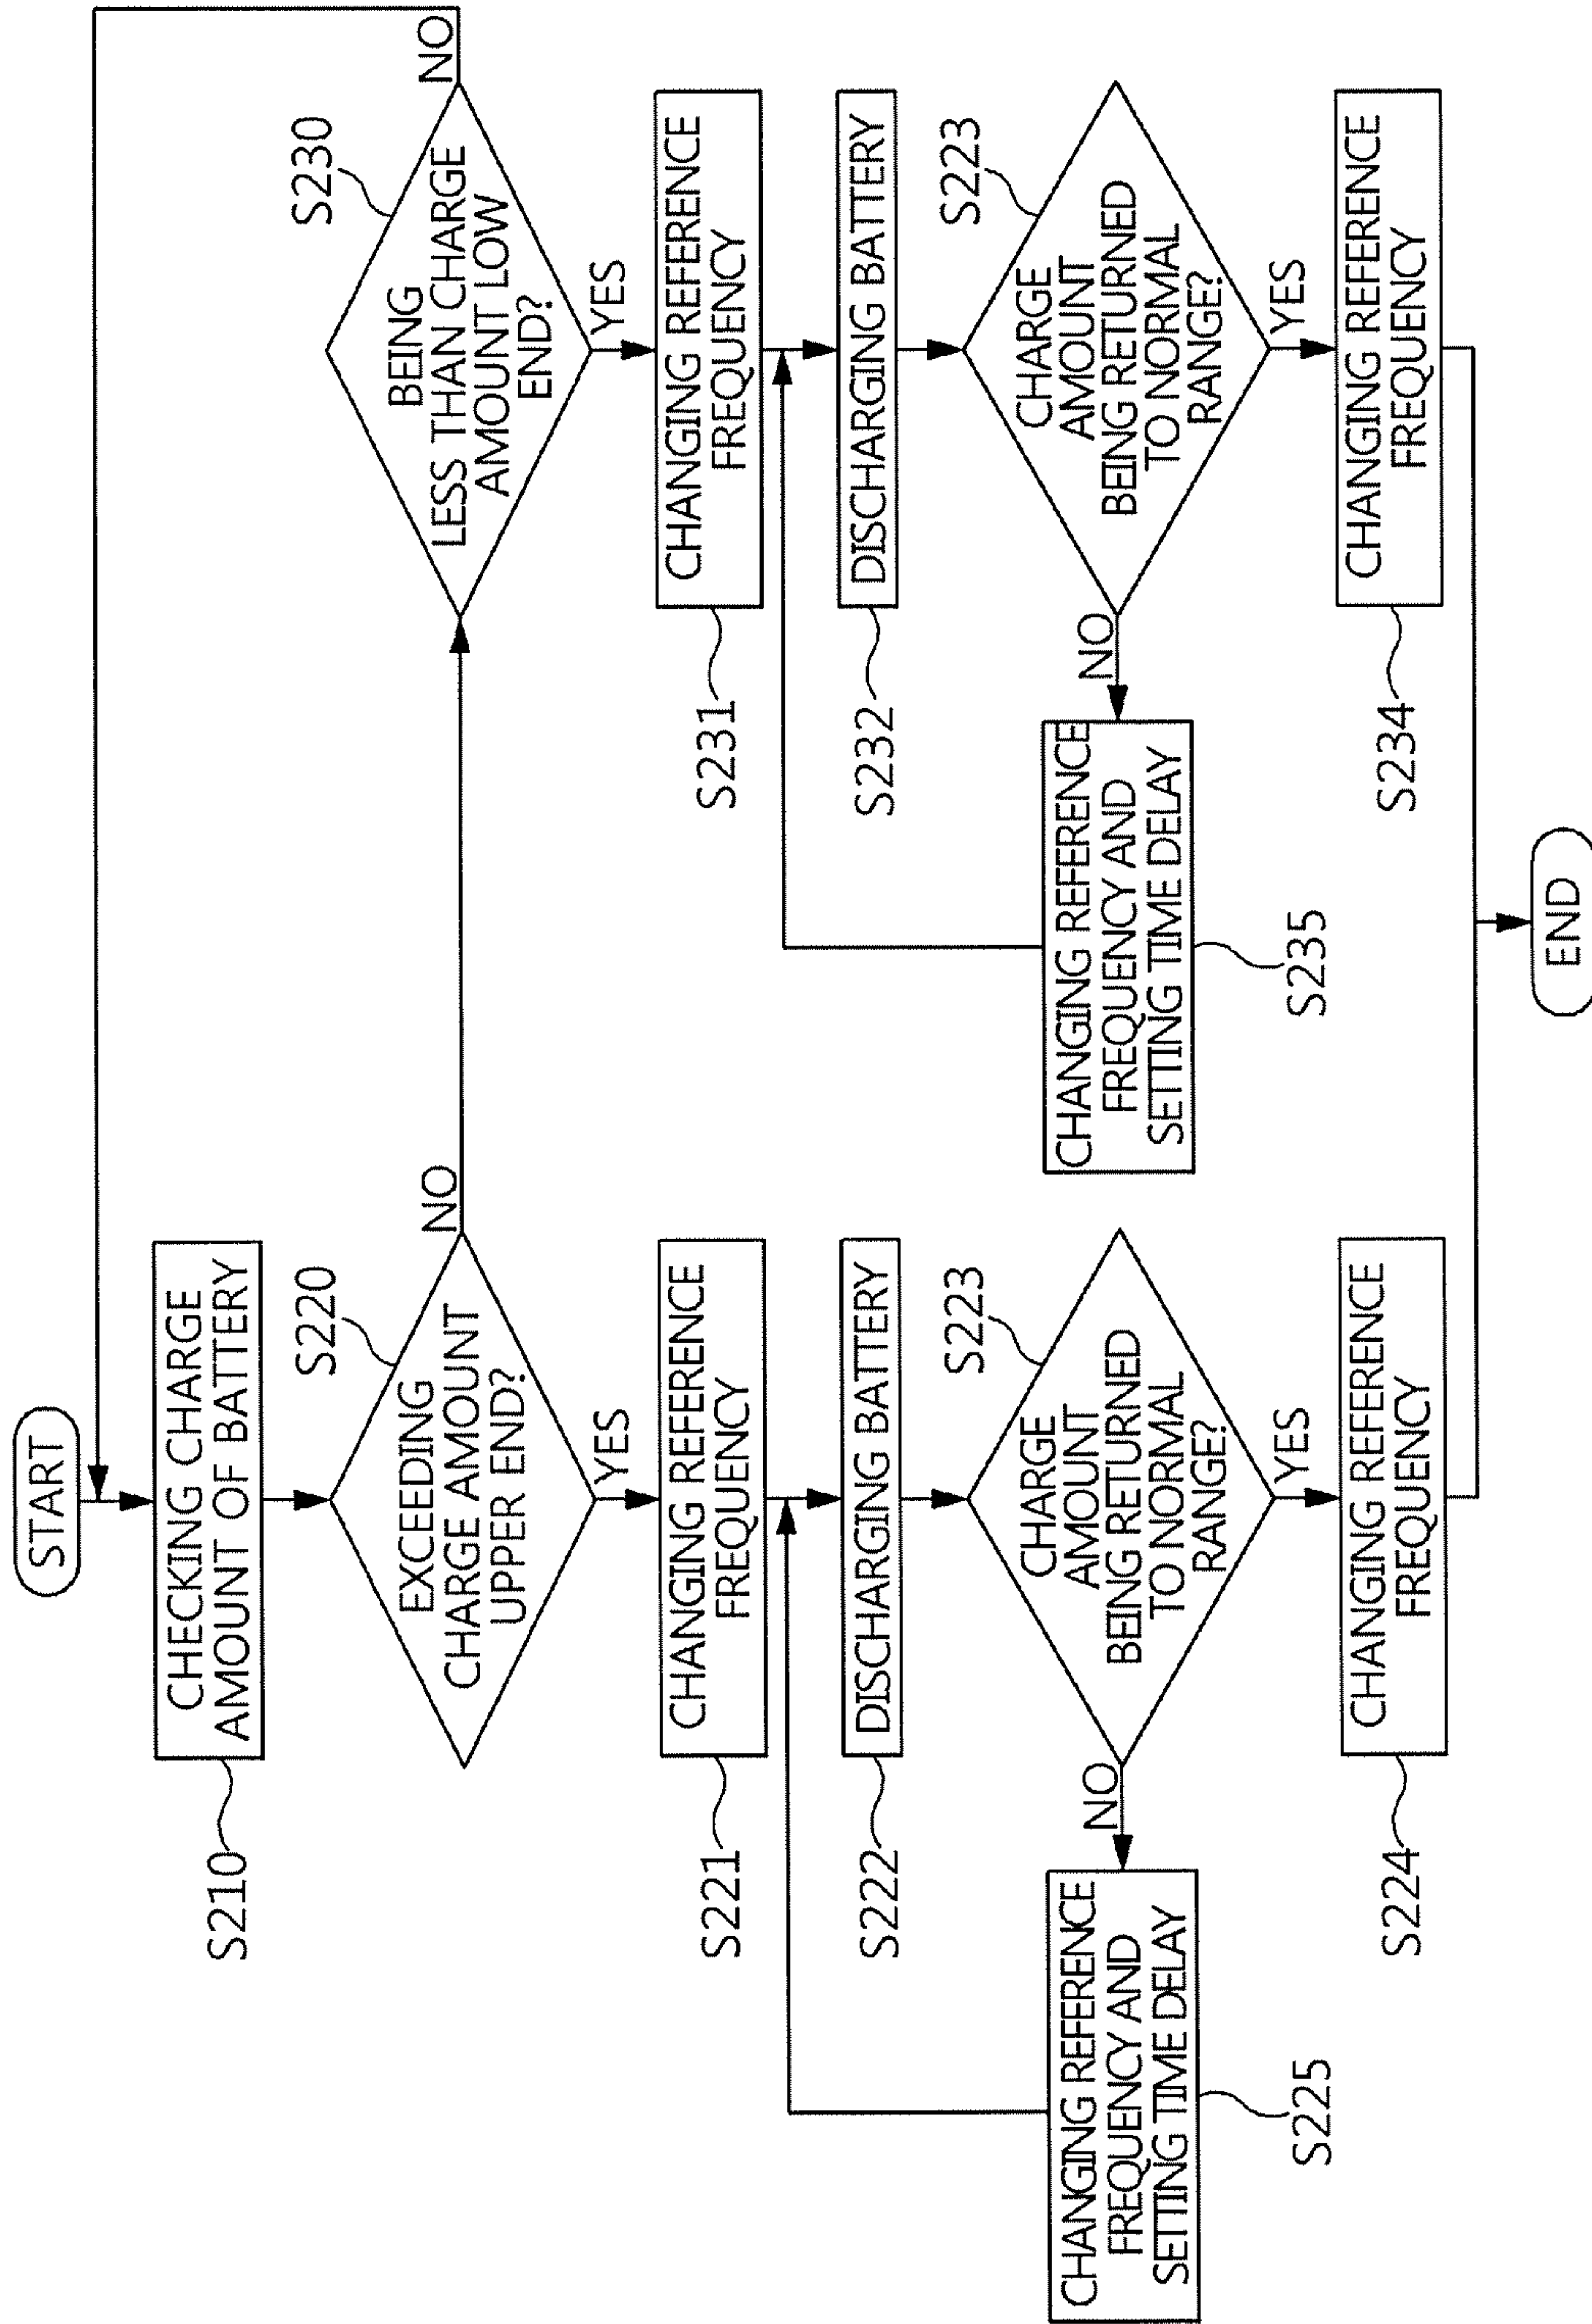 START
CHECKING CHARGE
AMOUNT OF BATTERY
S210
EXCEEDING
CHARGE AMOUNT
UPPER END?
S220
NO
YES
CHANGING REFERENCE
FREQUENCY
S221
DISCHARGING BATTERY
S222
CHARGE
AMOUNT
BEING RETURNED
TO NORMAL
RANGE?
S223
NO
YES
CHANGING REFERENCE
FREQUENCY AND
SETTING TIME DELAY
S225
CHANGING REFERENCE
FREQUENCY
S224
BEING
LESS THAN CHARGE
AMOUNT LOW
END?
S230
NO
YES
CHANGING REFERENCE
FREQUENCY
S231
DISCHARGING BATTERY
S232
CHARGE
AMOUNT
BEING RETURNED
TO NORMAL
RANGE?
S223
NO
YES
CHANGING REFERENCE
FREQUENCY AND
SETTING TIME DELAY
S235
CHANGING REFERENCE
FREQUENCY
S234
END